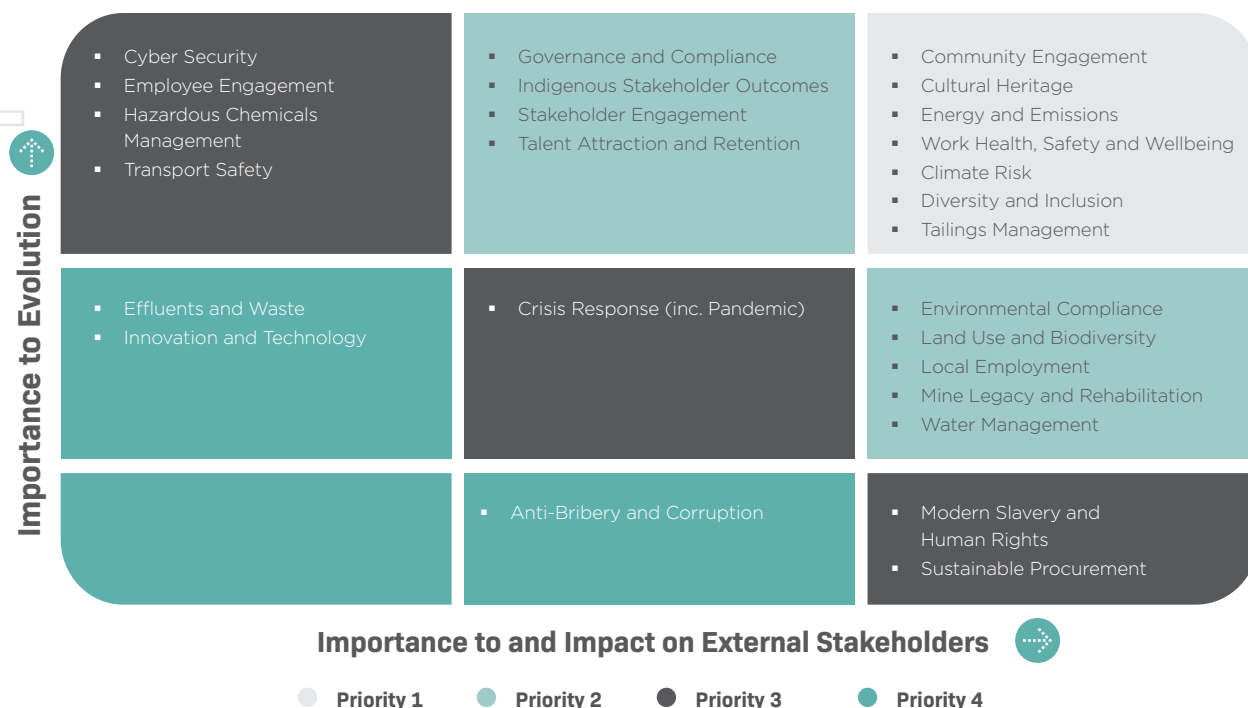 Cyber Security
Employee Engagement
Hazardous Chemicals
Management
Transport Safety
Governance and Compliance
Indigenous Stakeholder Outcomes
Stakeholder Engagement
Talent Attraction and Retention
Community Engagement
Cultural Heritage
Energy and Emissions
Work Health, Safety and Wellbeing
Climate Risk
Diversity and Inclusion
Tailings Management
Importance to Evolution
Effluents and Waste
Innovation and Technology
Crisis Response (inc. Pandemic)
Environmental Compliance
Land Use and Biodiversity
Local Employment
Mine Legacy and Rehabilitation
Water Management
Anti-Bribery and Corruption
Modern Slavery and
Human Rights
Sustainable Procurement
Importance to and Impact on External Stakeholders
Priority 1
Priority 2
Priority 3
Priority 4